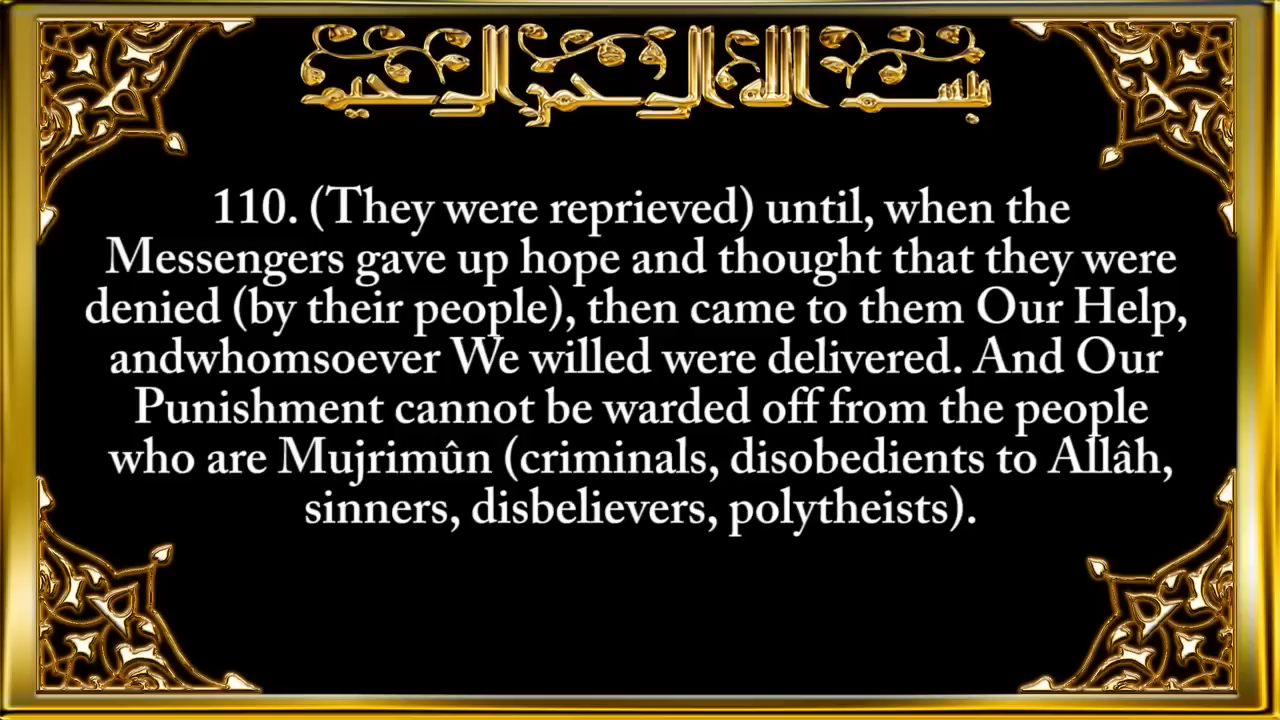 بسم الله الرحمن الرحيم
110. (They were reprieved) until, when the
Messengers gave up hope and thought that they were
denied (by their people), then came to them Our Help,
andwhomsoever We willed were delivered. And Our
Punishment cannot be warded off from the people
who are Mujrimûn (criminals, disobedients to Allâh,
sinners, disbelievers, polytheists).